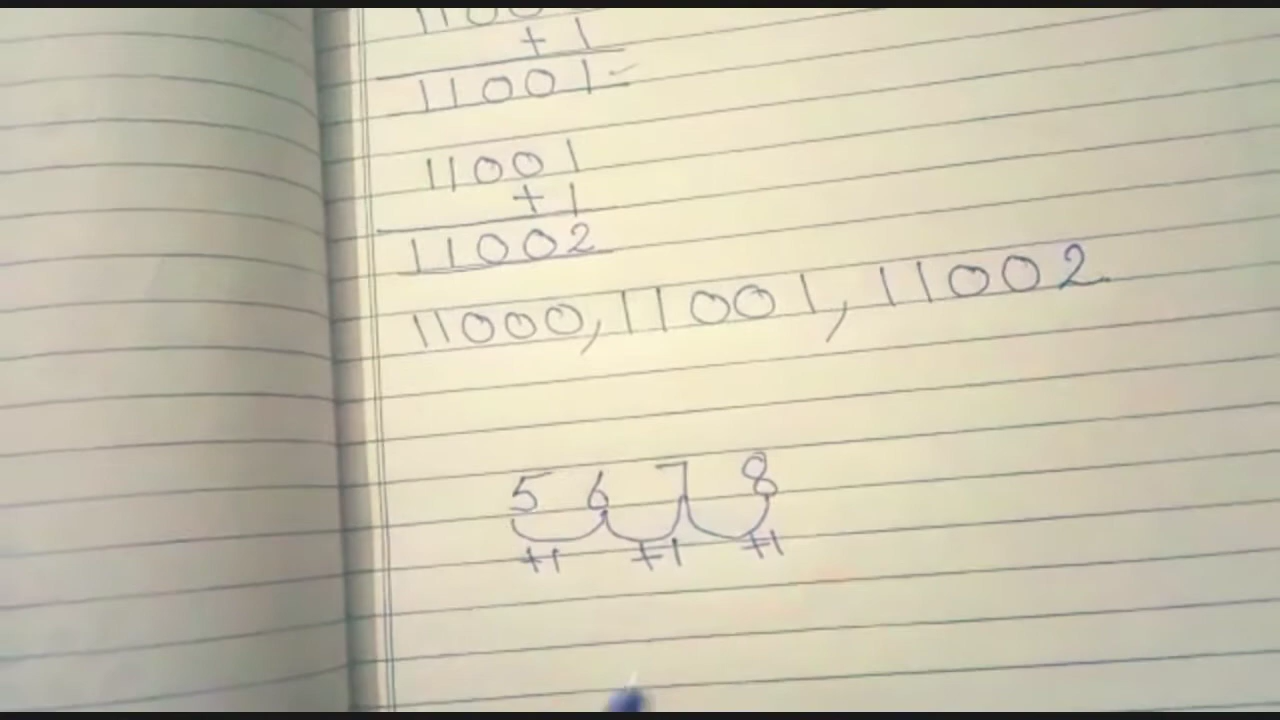 + 1
11001
11001
+ 1
11002
11000, 11001, 11002
5 6 7 8
+1 +1 +1